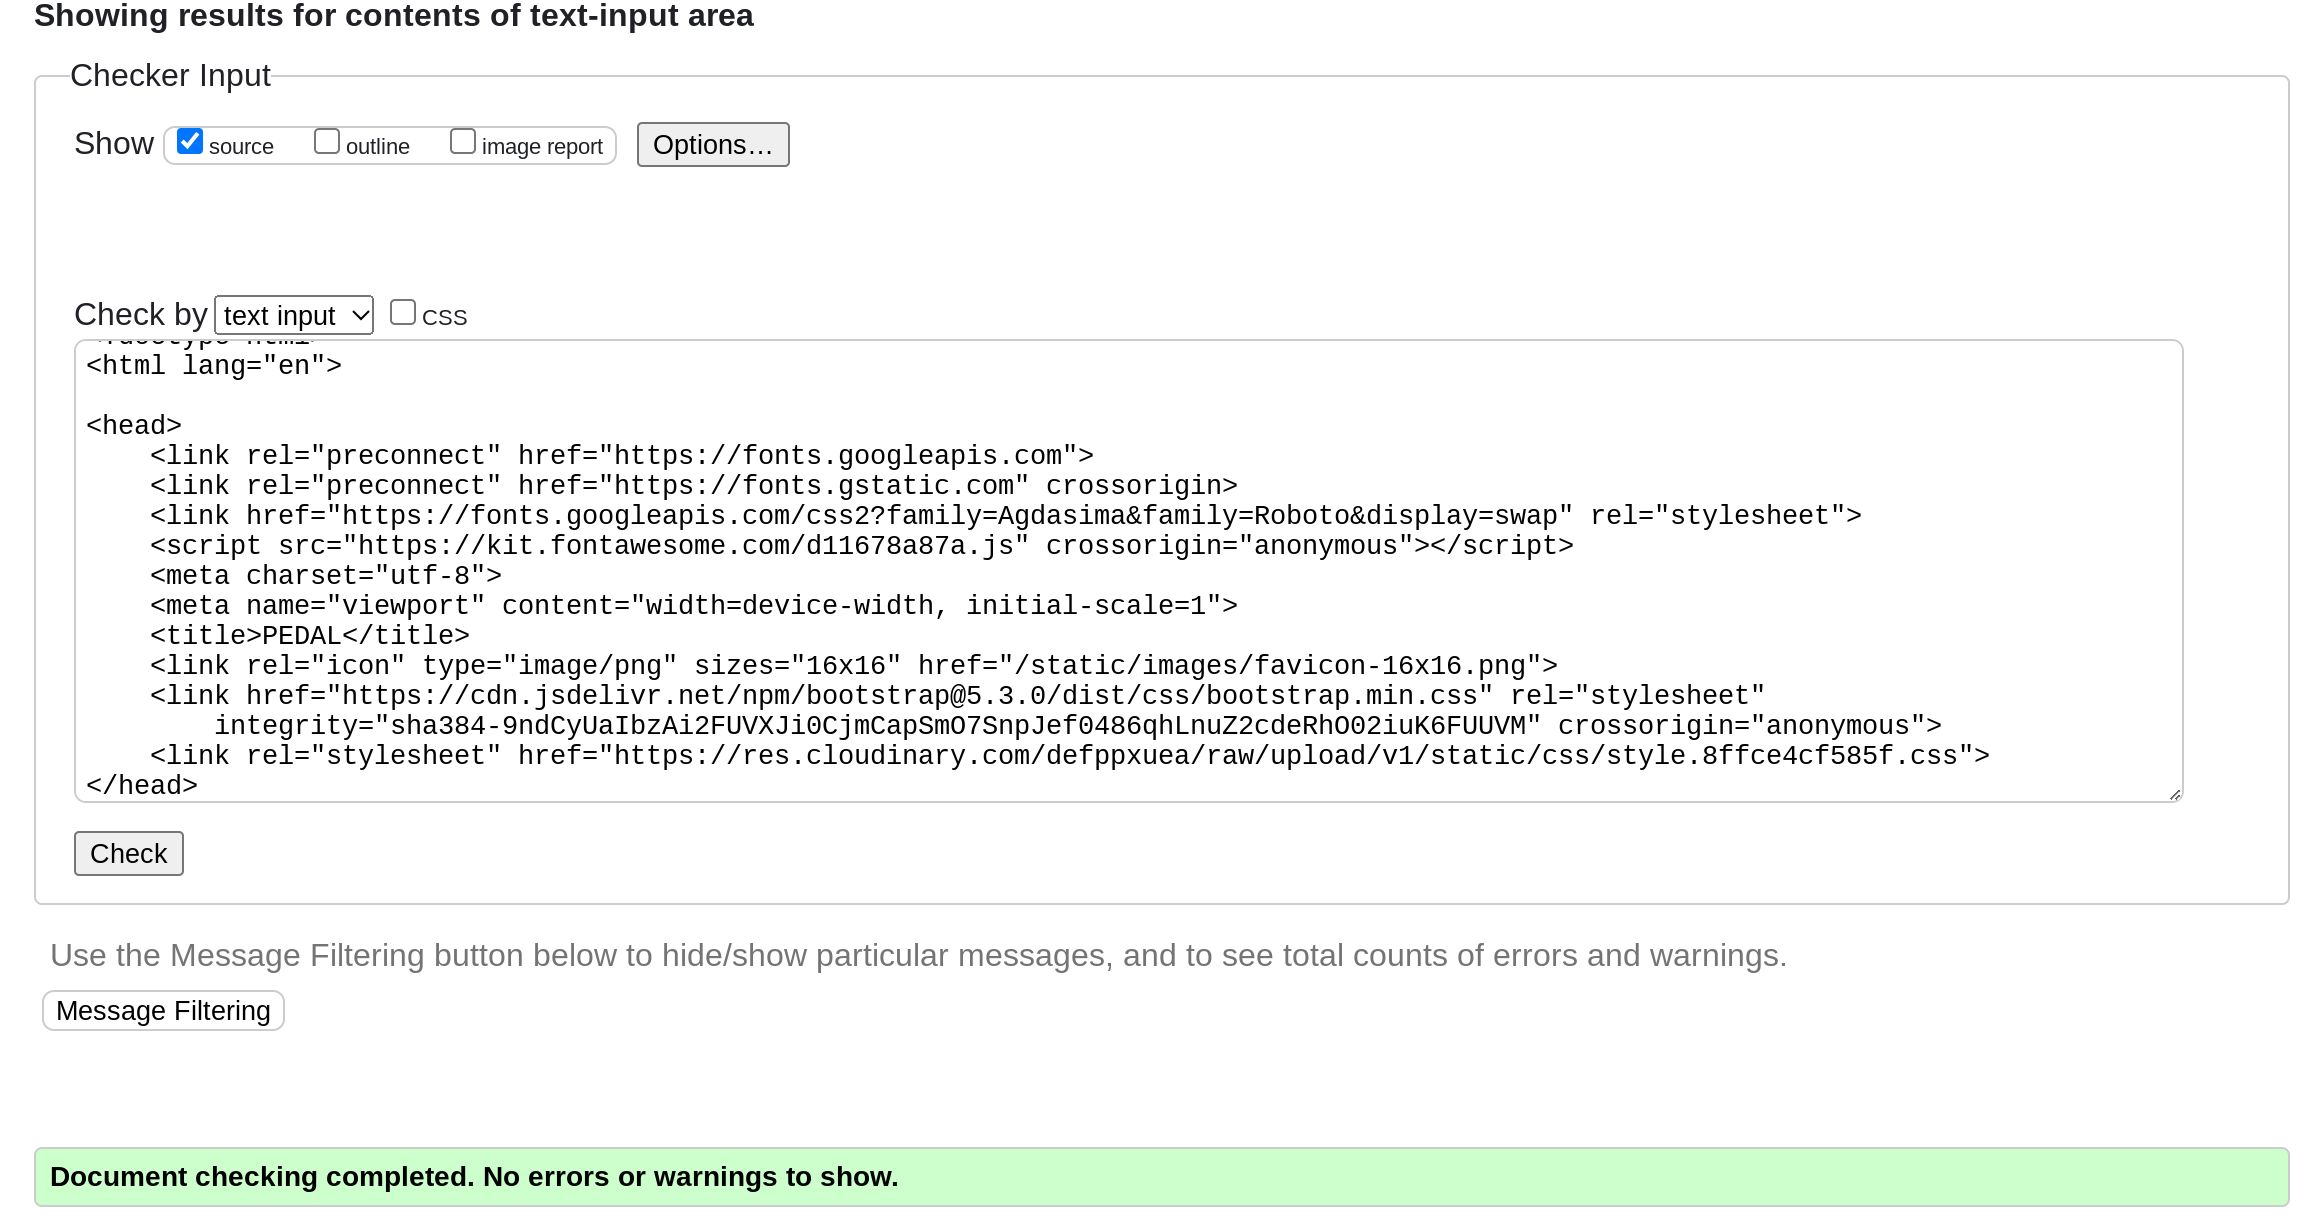 Showing results for contents of text-input area
Checker Input
Show source outline image report Options…
Check by text input CSS
<!doctype html>
<html lang="en">
<head>
<link rel="preconnect" href="https://fonts.googleapis.com">
<link rel="preconnect" href="https://fonts.gstatic.com" crossorigin>
<link href="https://fonts.googleapis.com/css2?family=Agdasima&family=Roboto&display=swap" rel="stylesheet">
<script src="https://kit.fontawesome.com/d11678a87a.js" crossorigin="anonymous"></script>
<meta charset="utf-8">
<meta name="viewport" content="width=device-width, initial-scale=1">
<title>PEDAL</title>
<link rel="icon" type="image/png" sizes="16x16" href="/static/images/favicon-16x16.png">
<link href="https://cdn.jsdelivr.net/npm/bootstrap@5.3.0/dist/css/bootstrap.min.css" rel="stylesheet"
integrity="sha384-9ndCyUaIbzAi2FUVXJi0CjmCapSmO7SnpJef0486qhLnuZ2cdeRhO02iuK6FUUVM" crossorigin="anonymous">
<link rel="stylesheet" href="https://res.cloudinary.com/defppxuea/raw/upload/v1/static/css/style.8ffce4cf585f.css">
</head>
Check
Use the Message Filtering button below to hide/show particular messages, and to see total counts of errors and warnings.
Message Filtering
Document checking completed. No errors or warnings to show.